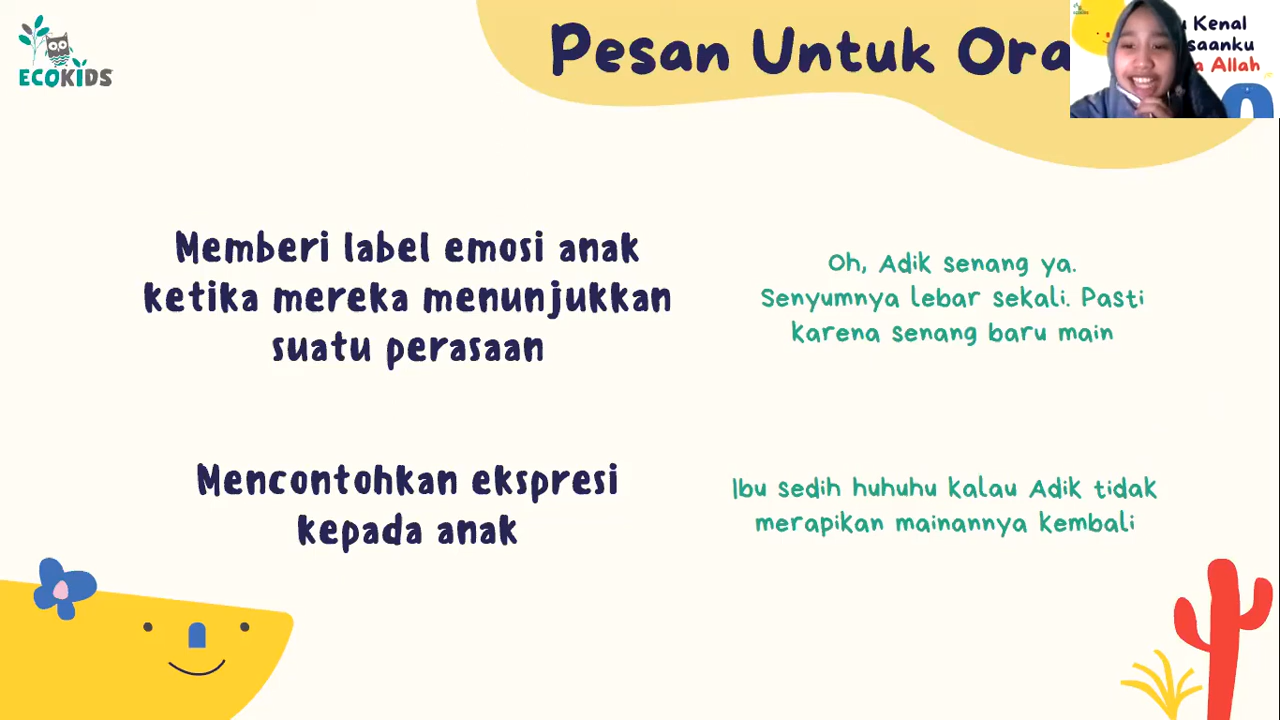 ECOKIDS
Pesan Untuk Ora
Kenal
Allah
Memberi label emosi anak
ketika mereka menunjukkan
suatu perasaan
Oh, Adik senang ya.
Senyumnya lebar sekali. Pasti
karena senang baru main
Mencontohkan ekspresi
kepada anak
Ibu sedih huhuhu kalau Adik tidak
merapikan mainannya kembali